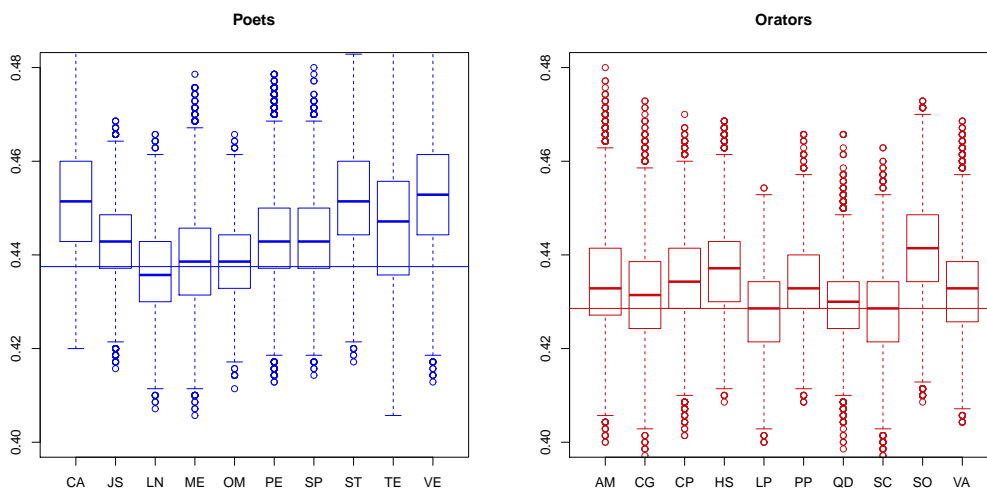 Poets
0.48
0.46
0.44
0.42
0.40
CA JS LN ME OM PE SP ST TE VE
Orators
0.48
0.46
0.44
0.42
0.40
AM CG CP HS LP PP QD SC SO VA